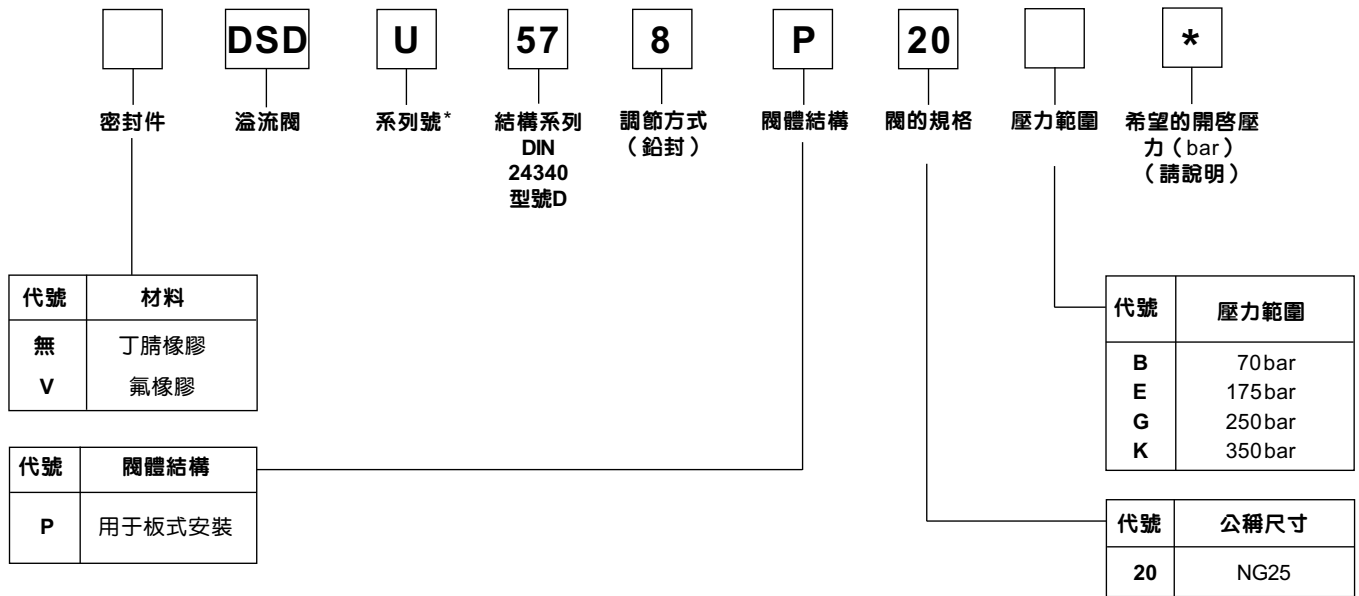 DSD U 57 8 P 20 *
密封件 溢流閥 系列號* 結構系列 調節方式 閥體結構 閥的規格 壓力範圍 希望的開啓壓
DIN （鉛封） 力（bar）
24340 （請説明）
型號D
代號 材料
無 丁腈橡膠
V 氟橡膠
代號 閥體結構
P 用于板式安裝
代號 壓力範圍
B 70bar
E 175bar
G 250bar
K 350bar
代號 公稱尺寸
20 NG25